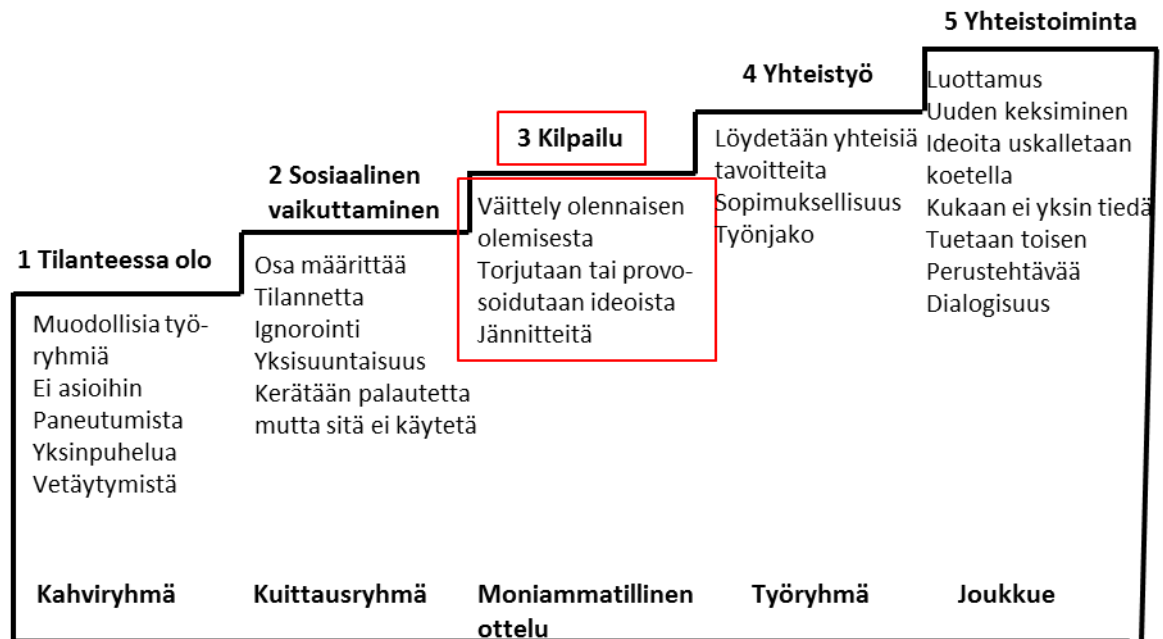 1 Tilanteessa olo
Muodollisia työ-
ryhmiä
Ei asioihin
Paneutumista
Yksinpuhelua
Vetäytymistä
Kahviryhmä
2 Sosiaalinen
vaikuttaminen
Osa määrittää
Tilannetta
Ignorointi
Yksisuuntaisuus
Kerätään palautetta
mutta sitä ei käytetä
Kuittausryhmä
3 Kilpailu
Väittely olennaisen
olemisesta
Torjutaan tai provo-
soidutaan ideoista
Jännitteitä
Moniammatillinen
ottelu
4 Yhteistyö
Löydetään yhteisiä
tavoitteita
Sopimuksellisuus
Työnjako
Työryhmä
5 Yhteistoiminta
Luottamus
Uuden keksiminen
Ideoita uskalletaan
koetella
Kukaan ei yksin tiedä
Tuetaan toisen
Perustehtävää
Dialogisuus
Joukkue